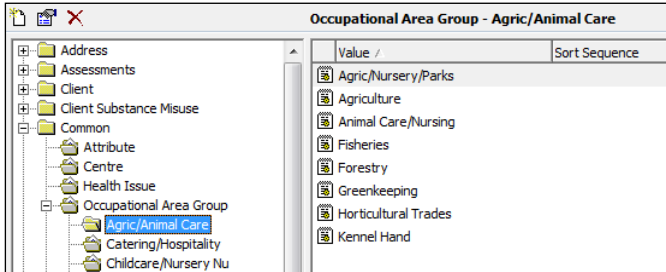 Occupational Area Group - Agric/Animal Care
Address
Assessments
Client
Client Substance Misuse
Common
Attribute
Centre
Health Issue
Occupational Area Group
Agric/Animal Care
Catering/Hospitality
Childcare/Nursery Nu
Value
Sort Sequence
Agric/Nursery/Parks
Agriculture
Animal Care/Nursing
Fisheries
Forestry
Greenkeeping
Horticultural Trades
Kennel Hand